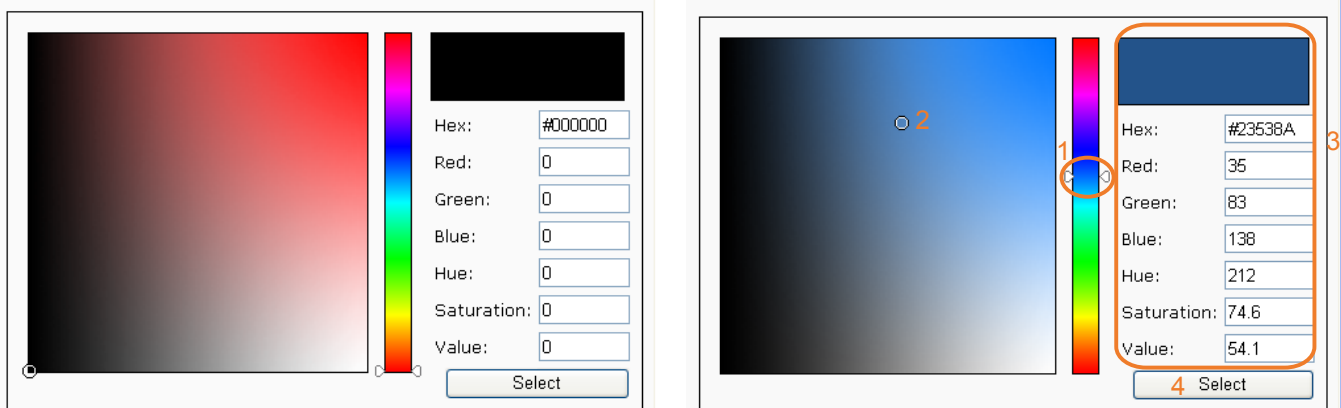 Hex: #000000
Red: 0
Green: 0
Blue: 0
Hue: 0
Saturation: 0
Value: 0
Select
1
2
3
Hex: #23538A
Red: 35
Green: 83
Blue: 138
Hue: 212
Saturation: 74.6
Value: 54.1
4 Select